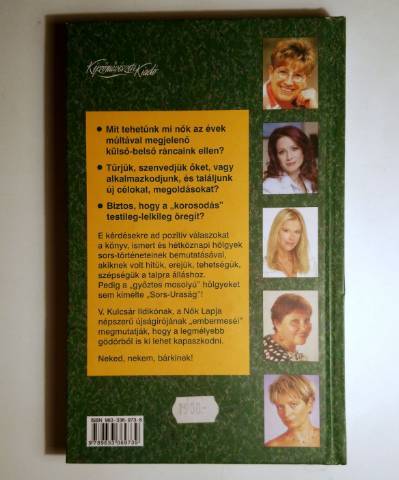 Képzőművészeti Kiadó
• Mit tehetünk mi nők az évek
múltával megjelenő
külső-belső ráncaink ellen?
• Tűrjük, szenvedjük őket, vagy
alkalmazkodjunk, és találjunk
új célokat, megoldásokat?
• Biztos, hogy a „korosodás”
testileg-lelkileg öregít?
E kérdésekre ad pozitív válaszokat
a könyv, ismert és hétköznapi hölgyek
sors-történeteinek bemutatásával,
akiknek volt hitük, erejük, tehetségük,
szépségük a talpra álláshoz.
Pedig a „győztes mosolyú” hölgyeket
sem kímélte „Sors-Uraság”!
V. Kulcsár Ildikónak, a Nők Lapja
népszerű újságírójának „embermeséi”
megmutatják, hogy a legmélyebb
gödörből is ki lehet kapaszkodni.
Neked, nekem, bárkinek!